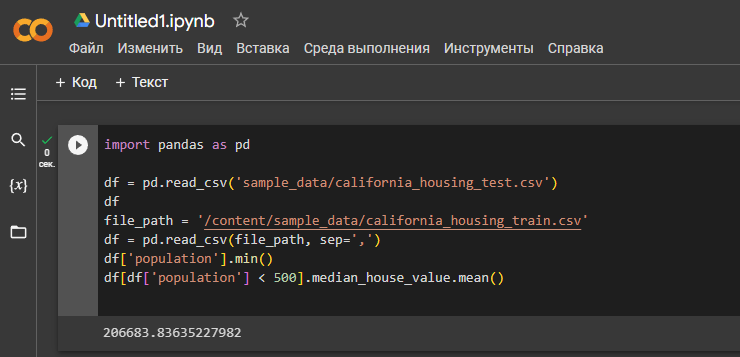 Untitled1.ipynb
Файл Изменить Вид Вставка Среда выполнения Инструменты Справка
+ Код + Текст
0
сек.
{x}
import pandas as pd
df = pd.read_csv('sample_data/california_housing_test.csv')
df
file_path = '/content/sample_data/california_housing_train.csv'
df = pd.read_csv(file_path, sep=',')
df['population'].min()
df[df['population'] < 500].median_house_value.mean()
206683.83635227982